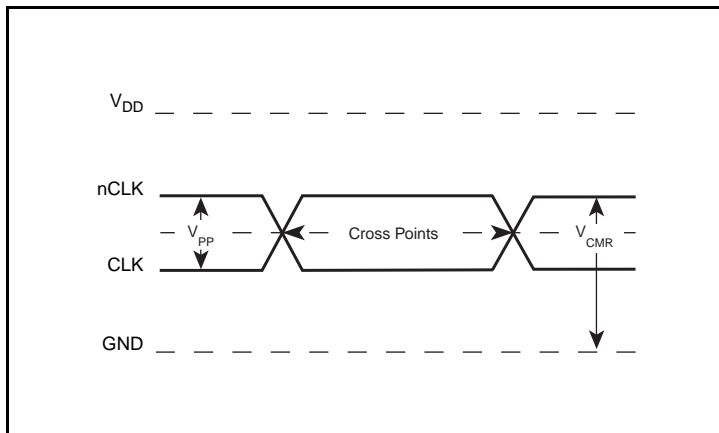 VDD
nCLK
VPP
Cross Points
VCMR
CLK
GND